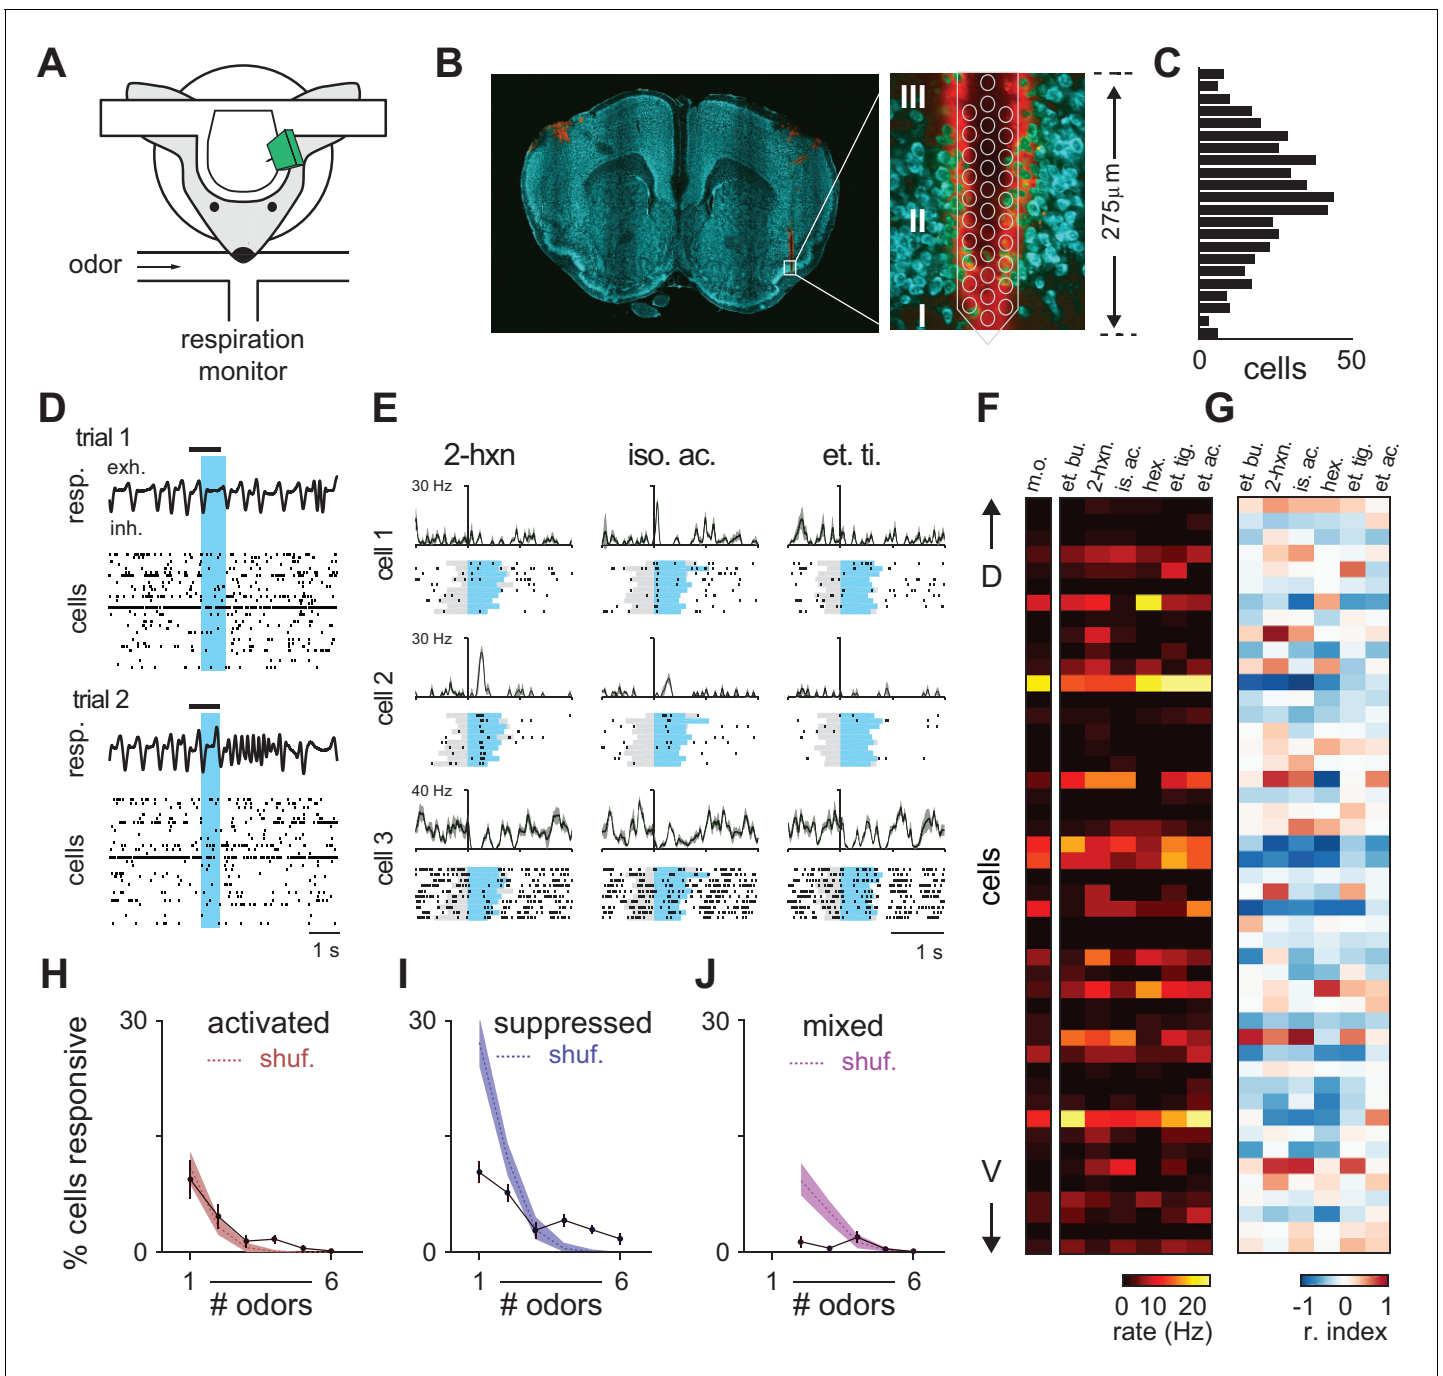 A
odor
respiration
monitor
B
III
II
I
275μm
C
0
50
cells
D
trial 1
exh.
resp.
inh.
cells
trial 2
resp.
cells
1 s
E
2-hxn
iso. ac.
et. ti.
30 Hz
cell 1
30 Hz
cell 2
40 Hz
cell 3
1 s
F
m.o.
et. bu.
2-hxn.
is. ac.
hex.
et. tig.
et. ac.
D
cells
V
0 10 20
rate (Hz)
G
et. bu.
2-hxn.
is. ac.
hex.
et. tig.
et. ac.
-1 0 1
r. index
H
% cells responsive
30
activated
shuf.
0
1
6
# odors
I
30
suppressed
shuf.
0
1
6
# odors
J
30
mixed
shuf.
0
1
6
# odors